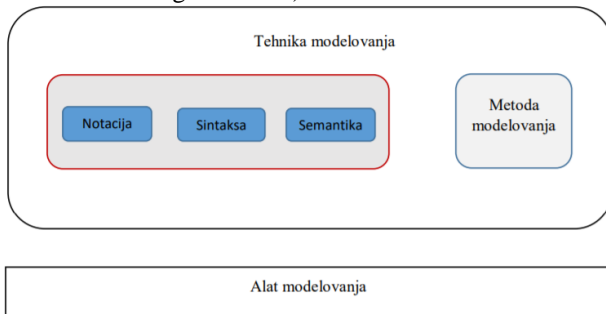 Tehnika modelovanja
Notacija
Sintaksa
Semantika
Metoda
modelovanja
Alat modelovanja